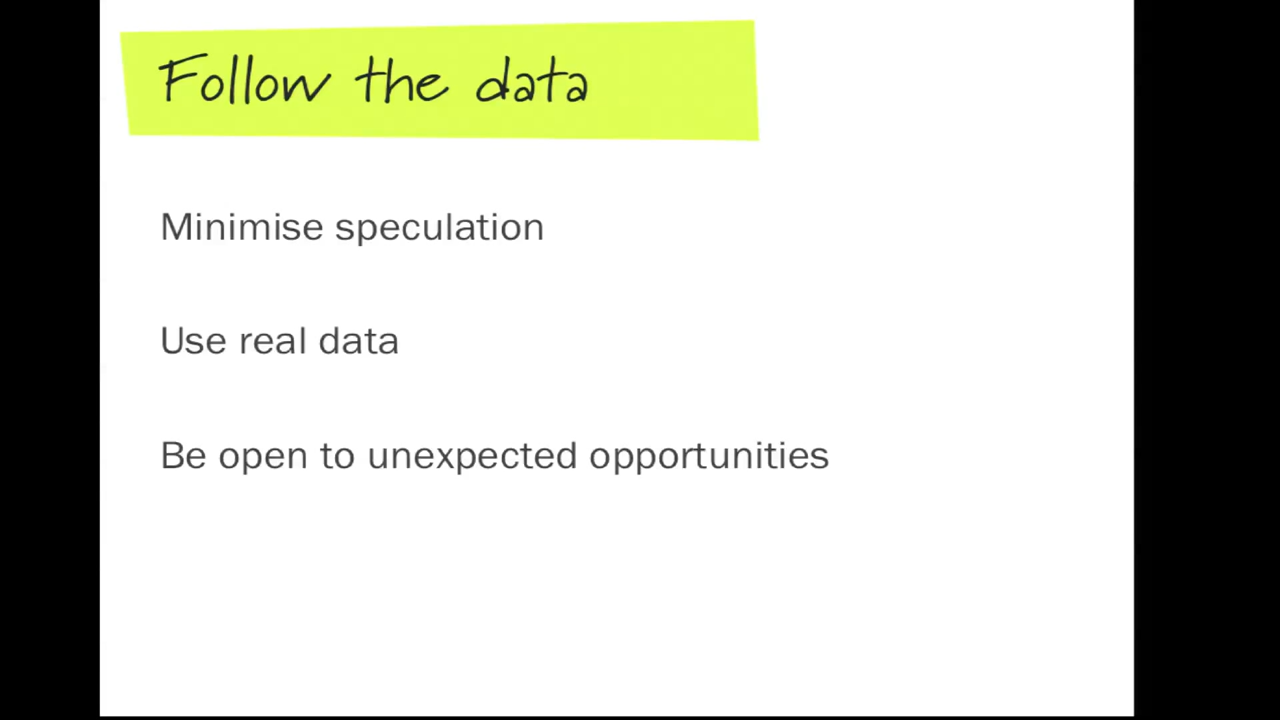 Follow the data
Minimise speculation
Use real data
Be open to unexpected opportunities